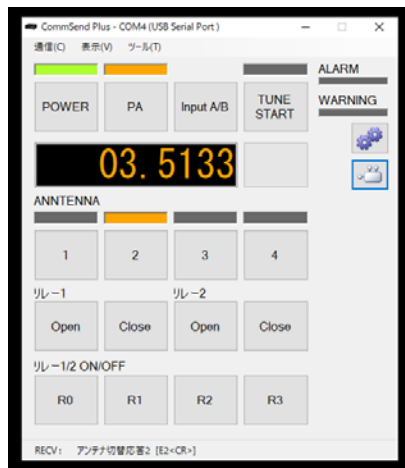 CommSend Plus - COM4 (USB Serial Port )
通信(C) 表示(V) ツール(T)
ALARM
POWER PA Input A/B TUNE START WARNING
03.5133
ANNTENNA
1 2 3 4
リレー1 リレー2
Open Close Open Close
リレー1/2 ON/OFF
R0 R1 R2 R3
RECV: アンテナ切替応答2 [E2<CR>]